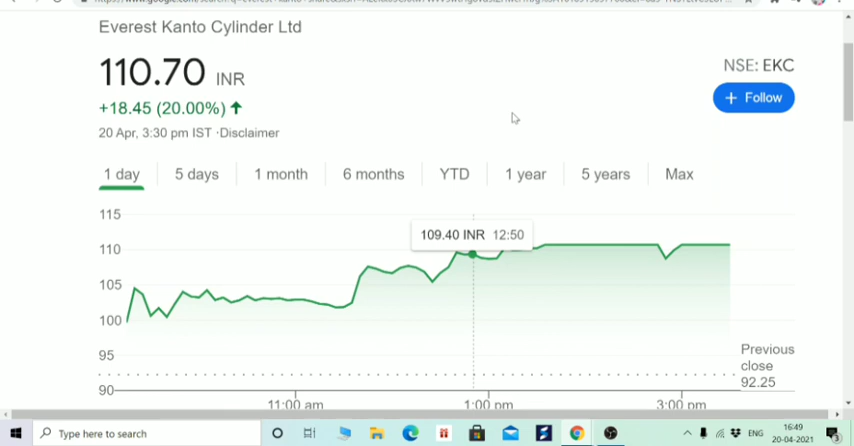 Everest Kanto Cylinder Ltd
110.70 INR
NSE: EKC
+18.45 (20.00%)
Follow
20 Apr, 3:30 pm IST · Disclaimer
1 day 5 days 1 month 6 months YTD 1 year 5 years Max
115
109.40 INR 12:50
110
105
100
95
Previous
close
92.25
90
11:00 am 1:00 pm 3:00 pm
Type here to search
ENG
16:49
20-04-2021
3